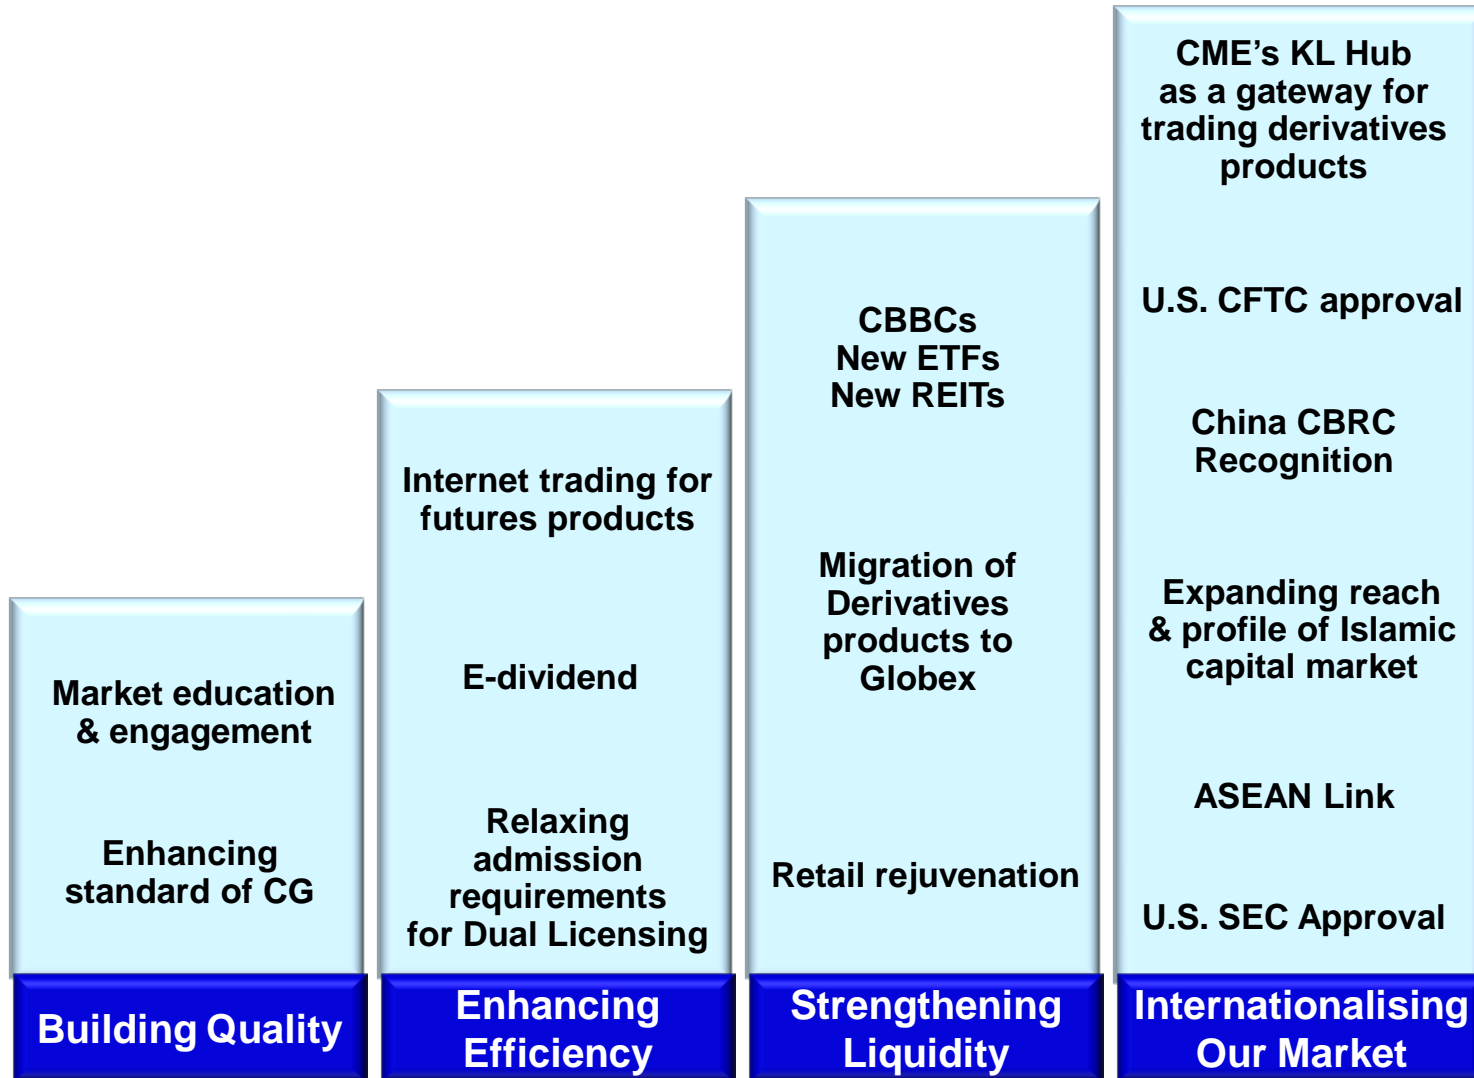 Market education
& engagement
Enhancing
standard of CG
Building Quality
Internet trading for
futures products
E-dividend
Relaxing
admission
requirements
for Dual Licensing
Enhancing
Efficiency
CBBCs
New ETFs
New REITs
Migration of
Derivatives
products to
Globex
Retail rejuvenation
Strengthening
Liquidity
CME’s KL Hub
as a gateway for
trading derivatives
products
U.S. CFTC approval
China CBRC
Recognition
Expanding reach
& profile of Islamic
capital market
ASEAN Link
U.S. SEC Approval
Internationalising
Our Market